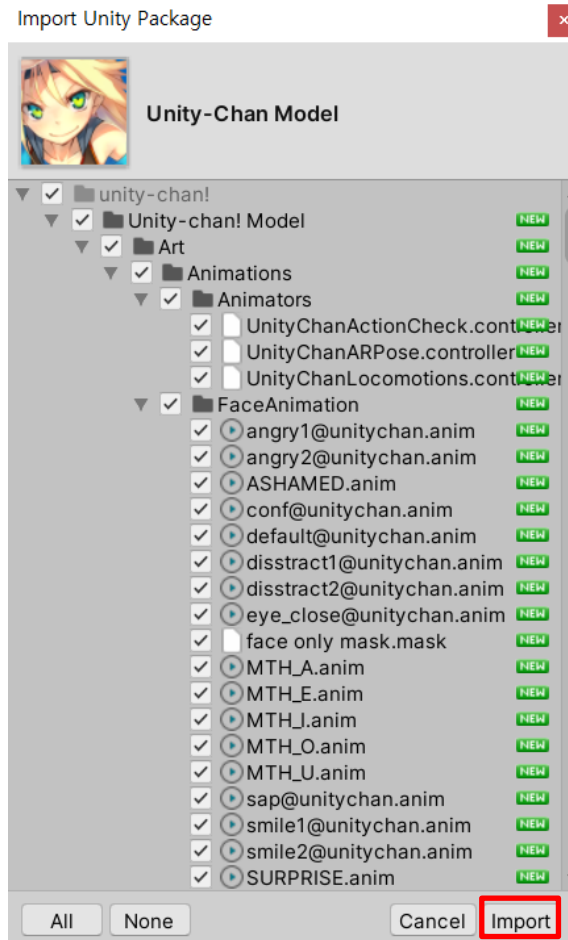 Import Unity Package
Unity-Chan Model
unity-chan!
Unity-chan! Model NEW
Art NEW
Animations NEW
Animators NEW
UnityChanActionCheck.controller NEW
UnityChanARPose.controller NEW
UnityChanLocomotions.controller NEW
FaceAnimation NEW
angry1@unitychan.anim NEW
angry2@unitychan.anim NEW
ASHAMED.anim NEW
conf@unitychan.anim NEW
default@unitychan.anim NEW
disstract1@unitychan.anim NEW
disstract2@unitychan.anim NEW
eye_close@unitychan.anim NEW
face only mask.mask NEW
MTH_A.anim NEW
MTH_E.anim NEW
MTH_I.anim NEW
MTH_O.anim NEW
MTH_U.anim NEW
sap@unitychan.anim NEW
smile1@unitychan.anim NEW
smile2@unitychan.anim NEW
SURPRISE.anim NEW
All None Cancel Import